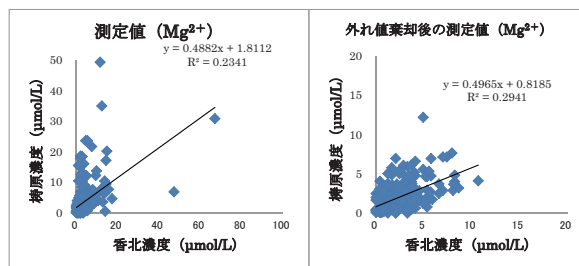 測定値（Mg²⁺）
y = 0.4882x + 1.8112
R² = 0.2341
50
40
30
20
10
0
0 20 40 60 80 100
梼原濃度（µmol/L）
香北濃度（µmol/L）
外れ値棄却後の測定値（Mg²⁺）
y = 0.4965x + 0.8185
R² = 0.2941
20
15
10
5
0
0 5 10 15 20
梼原濃度（µmol/L）
香北濃度（µmol/L）